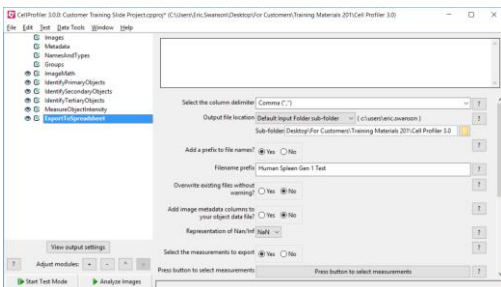 CellProfiler 3.0.0: Customer Training Slide Project.cpproj* (C:\Users\Eric.Swanson\Desktop\For Customers\Training Materials 201\Cell Profiler 3.0)
File Edit Test Data Tools Window Help
Images
Metadata
NamesAndTypes
Groups
ImageMath
IdentifyPrimaryObjects
IdentifySecondaryObjects
IdentifyTertiaryObjects
MeasureObjectIntensity
ExportToSpreadsheet
Select the column delimiter Comma (",") ?
Output file location Default Input Folder sub-folder ( c:\users\eric.swanson ) ?
Sub-folder Desktop\For Customers\Training Materials 201\Cell Profiler 3.0
Add a prefix to file names? Yes No ?
Filename prefix Human Spleen Gen 1 Test ?
Overwrite existing files without warning? Yes No ?
Add image metadata columns to your object data file? Yes No ?
Representation of Nan/Inf NaN ?
Select the measurements to export Yes No ?
Press button to select measurements Press button to select measurements ?
View output settings
? Adjust modules: + - ^ v
Start Test Mode Analyze Images